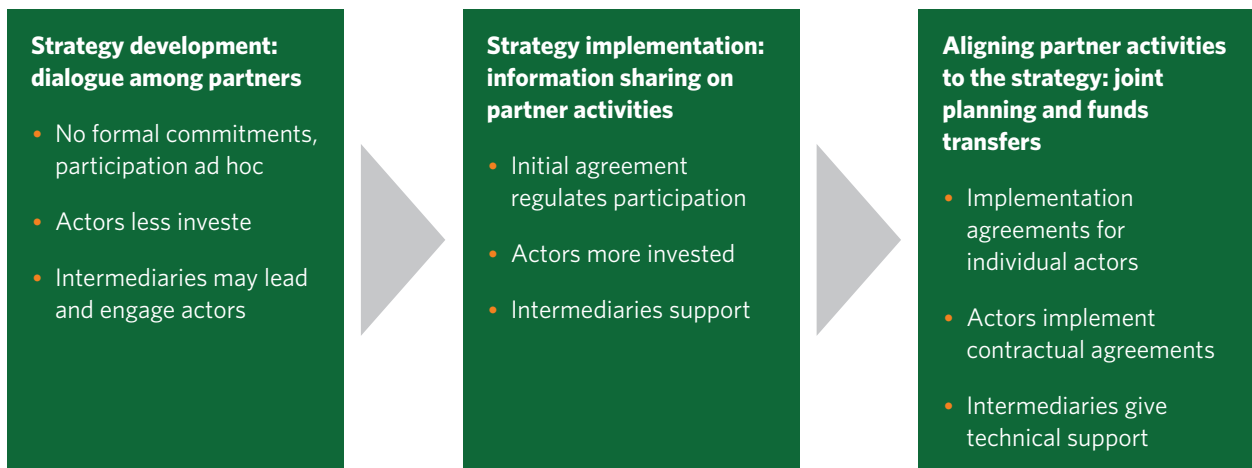 Strategy development:
dialogue among partners
• No formal commitments,
participation ad hoc
• Actors less investe
• Intermediaries may lead
and engage actors
Strategy implementation:
information sharing on
partner activities
• Initial agreement
regulates participation
• Actors more invested
• Intermediaries support
Aligning partner activities
to the strategy: joint
planning and funds
transfers
• Implementation
agreements for
individual actors
• Actors implement
contractual agreements
• Intermediaries give
technical support